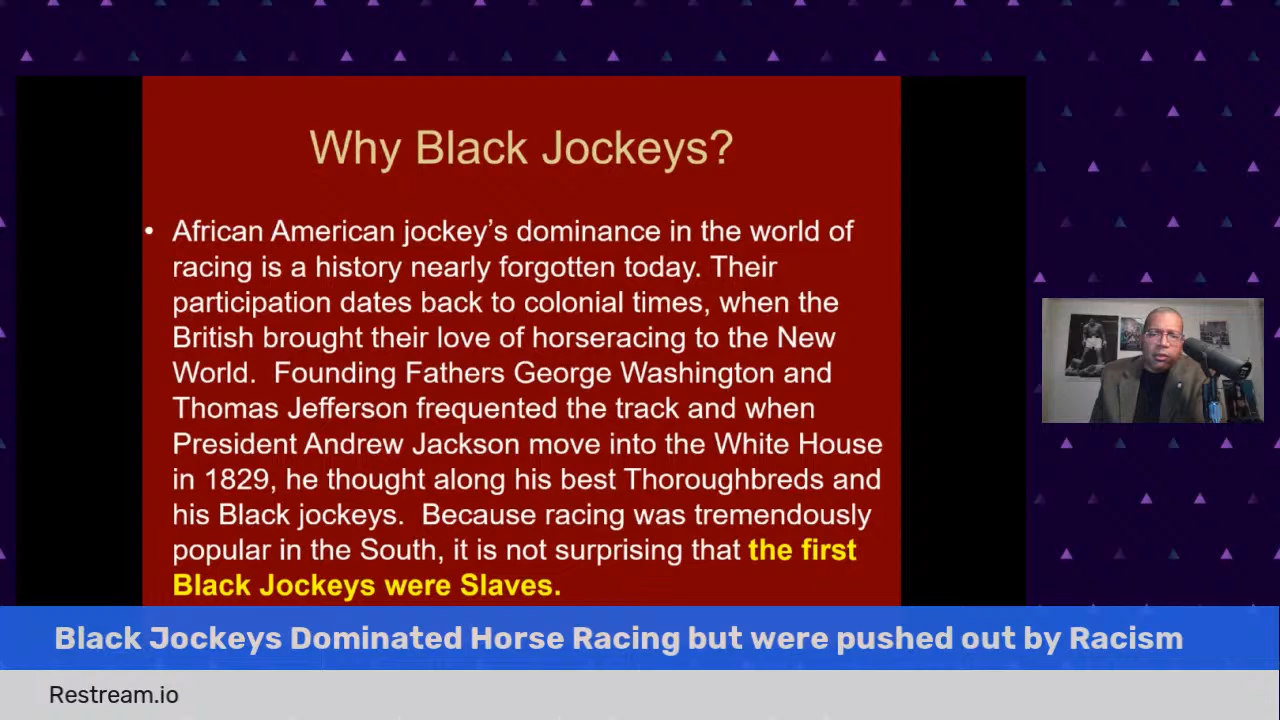 Why Black Jockeys?
• African American jockey's dominance in the world of
racing is a history nearly forgotten today. Their
participation dates back to colonial times, when the
British brought their love of horseracing to the New
World. Founding Fathers George Washington and
Thomas Jefferson frequented the track and when
President Andrew Jackson move into the White House
in 1829, he thought along his best Thoroughbreds and
his Black jockeys. Because racing was tremendously
popular in the South, it is not surprising that the first
Black Jockeys were Slaves.
Black Jockeys Dominated Horse Racing but were pushed out by Racism
Restream.io